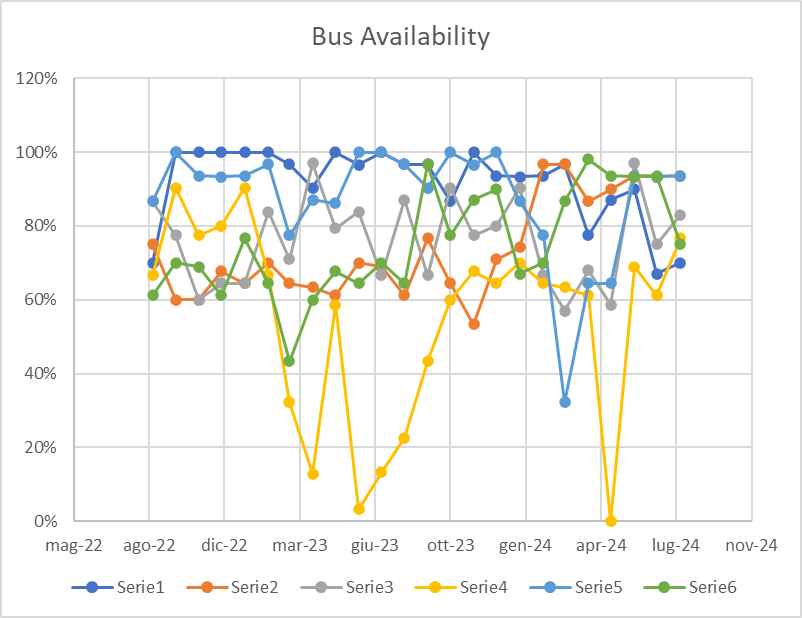 Bus Availability
120%
100%
80%
60%
40%
20%
0%
mag-22 ago-22 dic-22 mar-23 giu-23 ott-23 gen-24 apr-24 lug-24 nov-24
Serie1 Serie2 Serie3 Serie4 Serie5 Serie6